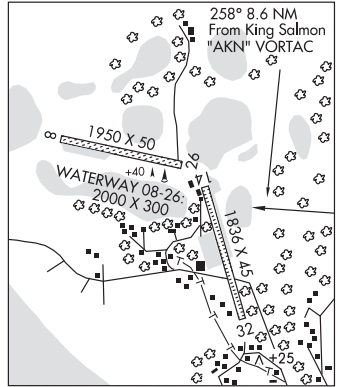 258° 8.6 NM
From King Salmon
"AKN" VORTAC
8
1950 X 50
26
+40
WATERWAY 08-26:
2000 X 300
14
1836 X 45
32
+25